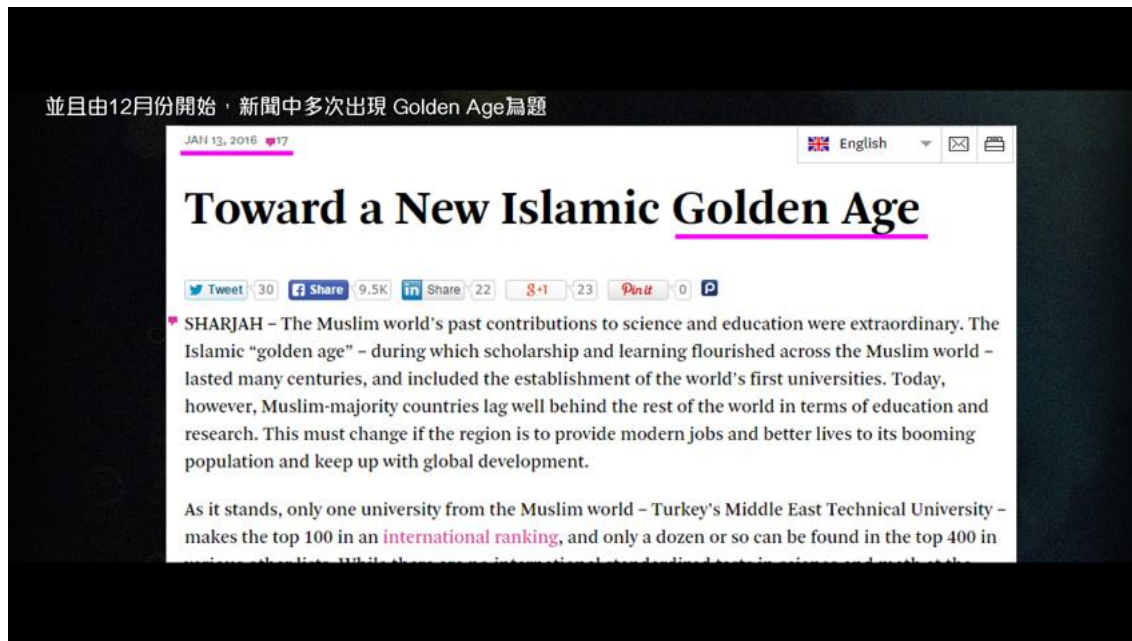 並且由12月份開始，新聞中多次出現 Golden Age為題
JAN 13, 2016 17
English
Toward a New Islamic Golden Age
Tweet 30 Share 9.5K in Share 22 g+1 23 Pin it 0
SHARJAH – The Muslim world's past contributions to science and education were extraordinary. The
Islamic “golden age” – during which scholarship and learning flourished across the Muslim world –
lasted many centuries, and included the establishment of the world's first universities. Today,
however, Muslim-majority countries lag well behind the rest of the world in terms of education and
research. This must change if the region is to provide modern jobs and better lives to its booming
population and keep up with global development.
As it stands, only one university from the Muslim world – Turkey's Middle East Technical University –
makes the top 100 in an international ranking, and only a dozen or so can be found in the top 400 in